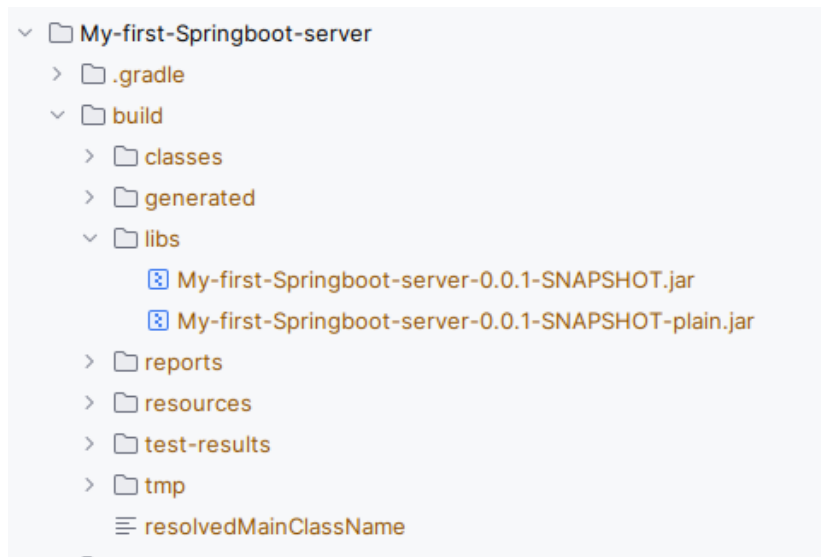 My-first-Springboot-server
.gradle
build
classes
generated
libs
My-first-Springboot-server-0.0.1-SNAPSHOT.jar
My-first-Springboot-server-0.0.1-SNAPSHOT-plain.jar
reports
resources
test-results
tmp
resolvedMainClassName